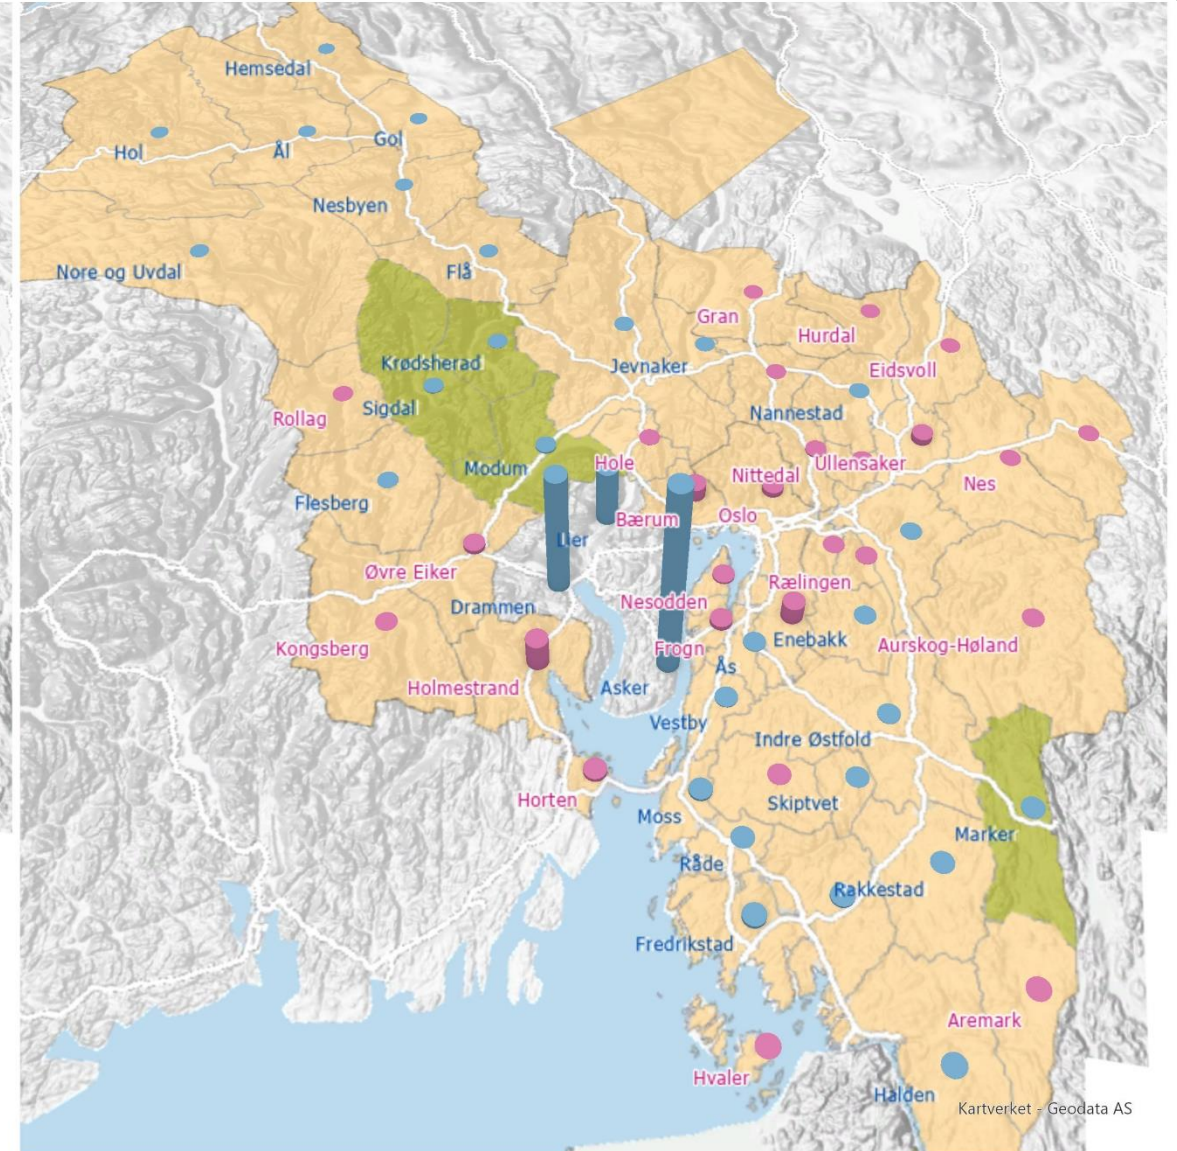 Hemsedal
Hol
Ål
Gol
Nesbyen
Nore og Uvdal
Flå
Gran
Hurdal
Krødsherad
Jevnaker
Eidsvoll
Sigdal
Rollag
Nannestad
Modum
Hole
Nittedal
Ullensaker
Nes
Flesberg
Bærum
Oslo
Lier
Øvre Eiker
Rælingen
Drammen
Nesodden
Kongsberg
Frogn
Enebakk
Aurskog-Høland
Ås
Holmestrand
Asker
Vestby
Indre Østfold
Horten
Skiptvet
Moss
Marker
Råde
Rakkestad
Fredrikstad
Aremark
Hvaler
Halden
Kartverket - Geodata AS